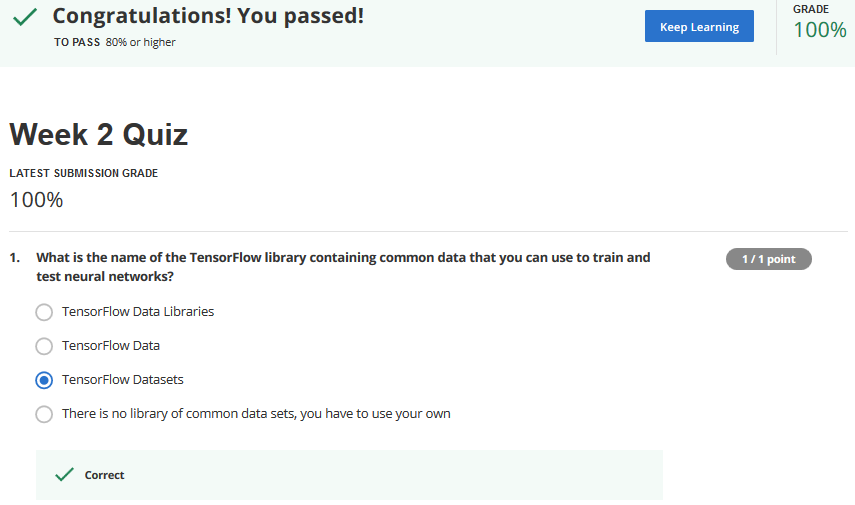 Congratulations! You passed!
TO PASS 80% or higher
Keep Learning
GRADE
100%
Week 2 Quiz
LATEST SUBMISSION GRADE
100%
1. What is the name of the TensorFlow library containing common data that you can use to train and
test neural networks?
1 / 1 point
TensorFlow Data Libraries
TensorFlow Data
TensorFlow Datasets
There is no library of common data sets, you have to use your own
Correct